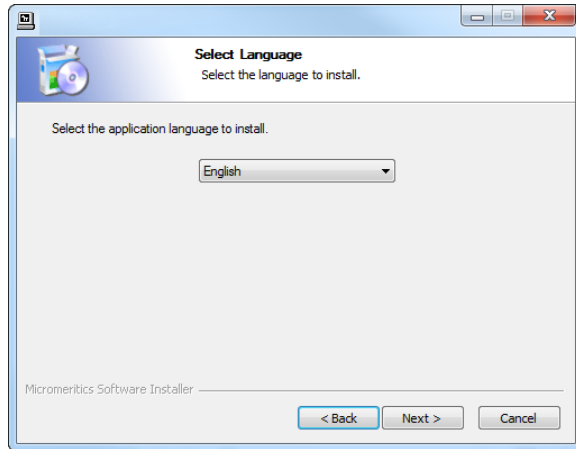 Select Language
Select the language to install.
Select the application language to install.
English
Micromeritics Software Installer
< Back
Next >
Cancel